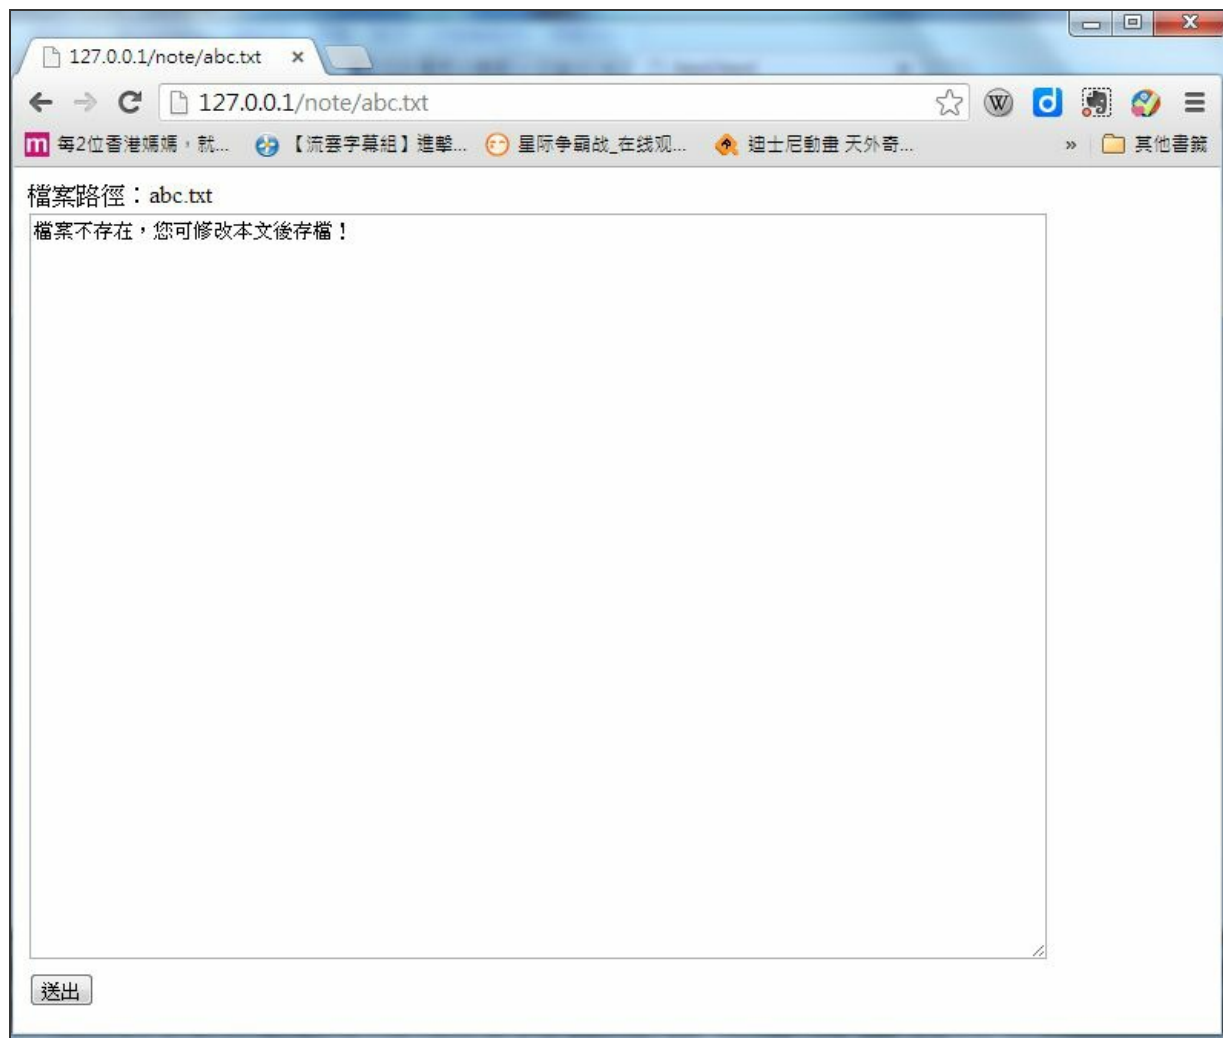 127.0.0.1/note/abc.txt
127.0.0.1/note/abc.txt
每2位香港媽媽，就... 【流雲字幕組】進擊... 星际争霸战_在线观... 迪士尼動畫 天外奇... » 其他書籤
檔案路徑：abc.txt
檔案不存在，您可修改本文後存檔！
送出